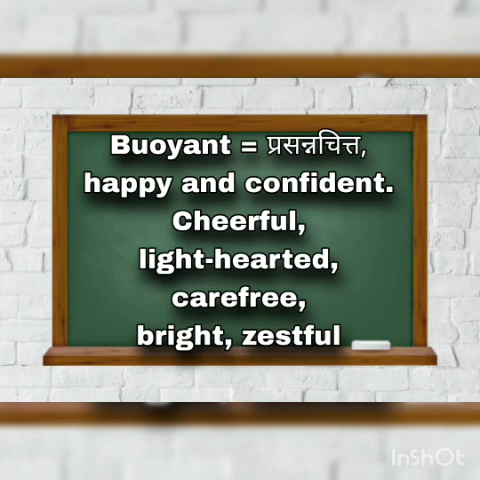 Buoyant = प्रसन्नचित्त,
happy and confident.
Cheerful,
light-hearted,
carefree,
bright, zestful
InShOt